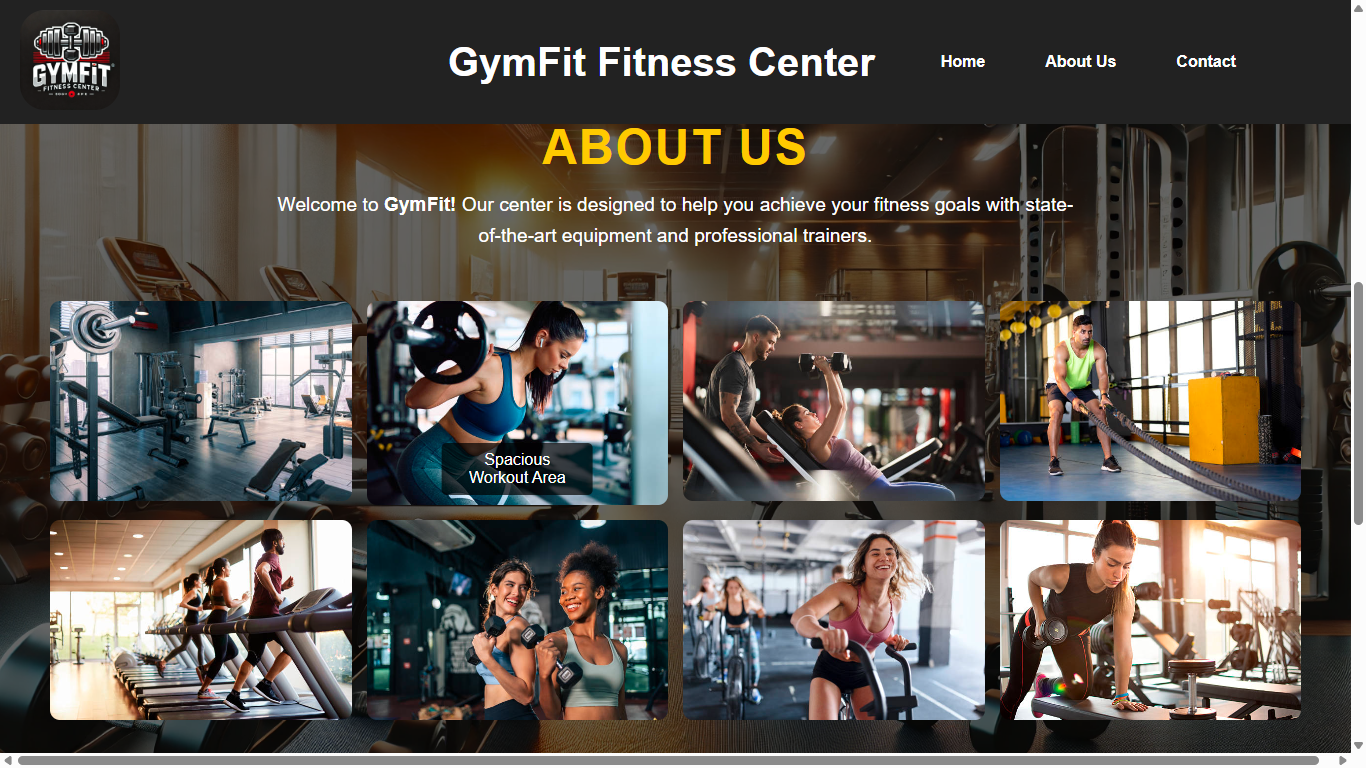 GYMFIT
FITNESS CENTER
GymFit Fitness Center
Home
About Us
Contact
ABOUT US
Welcome to GymFit! Our center is designed to help you achieve your fitness goals with state-
of-the-art equipment and professional trainers.
Spacious
Workout Area